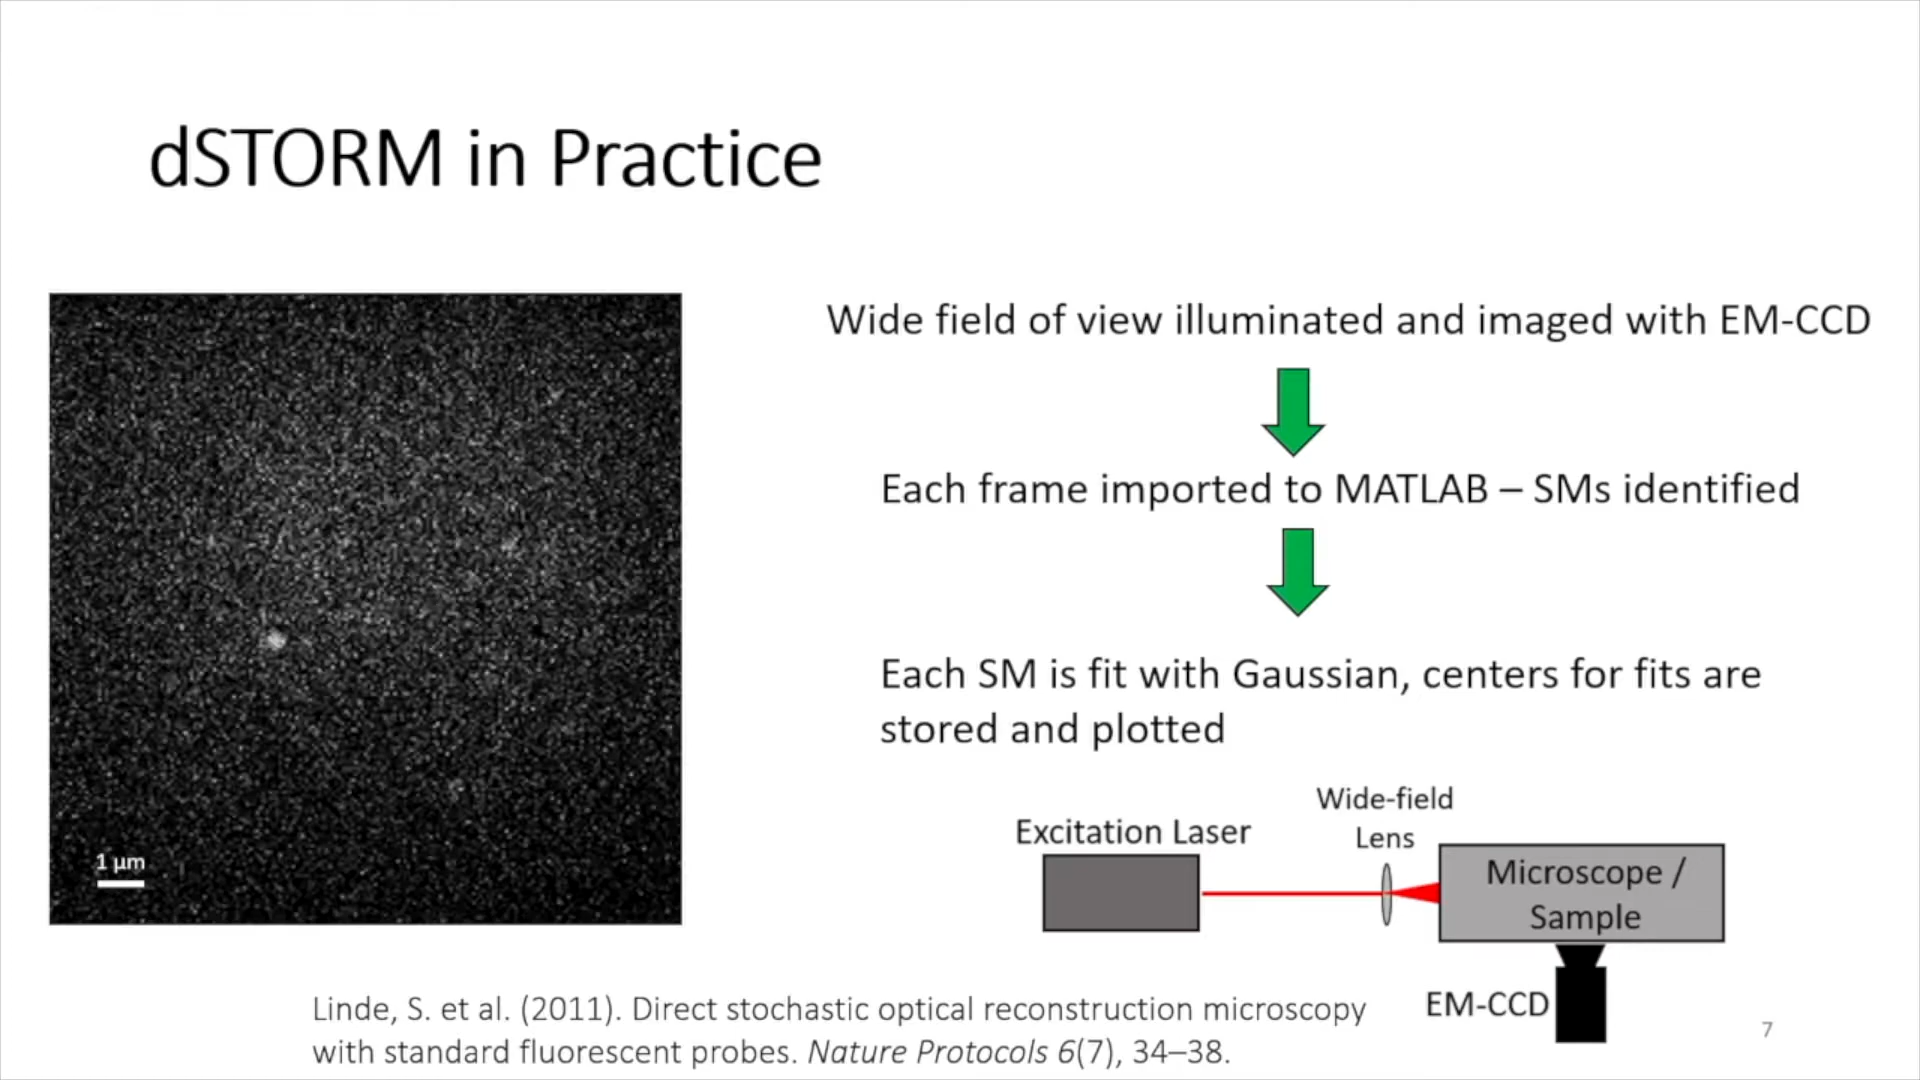 dSTORM in Practice
Wide field of view illuminated and imaged with EM-CCD
Each frame imported to MATLAB – SMs identified
Each SM is fit with Gaussian, centers for fits are
stored and plotted
1 µm
Excitation Laser
Wide-field
Lens
Microscope /
Sample
EM-CCD
Linde, S. et al. (2011). Direct stochastic optical reconstruction microscopy
with standard fluorescent probes. Nature Protocols 6(7), 34–38.
7